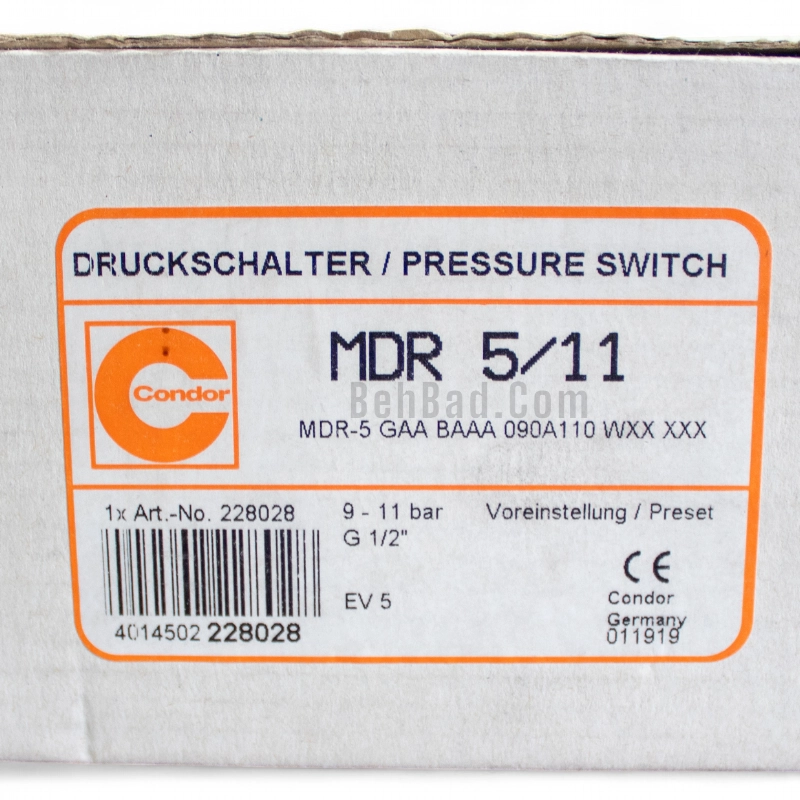 DRUCKSCHALTER / PRESSURE SWITCH
Condor
MDR 5/11
BehBad.Com
MDR-5 GAA BAAA 090A110 WXX XXX
1x Art.-No. 228028
9 - 11 bar
Voreinstellung / Preset
G 1/2"
CE
EV 5
Condor
Germany
4014502 228028
011919